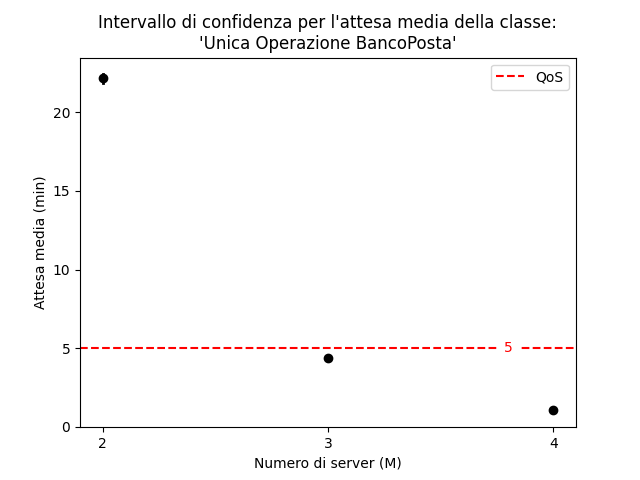 Intervallo di confidenza per l'attesa media della classe:
'Unica Operazione BancoPosta'
QoS
20
15
10
5
0
5
2
3
4
Attesa media (min)
Numero di server (M)